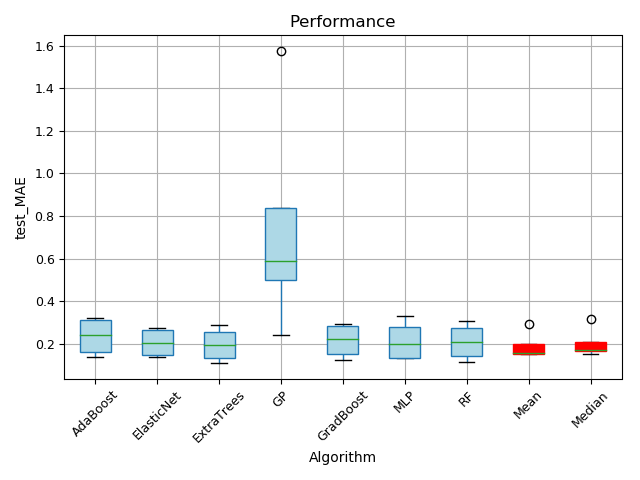 Performance
1.6
1.4
1.2
1.0
0.8
0.6
0.4
0.2
test_MAE
AdaBoost
ElasticNet
ExtraTrees
GP
GradBoost
MLP
RF
Mean
Median
Algorithm